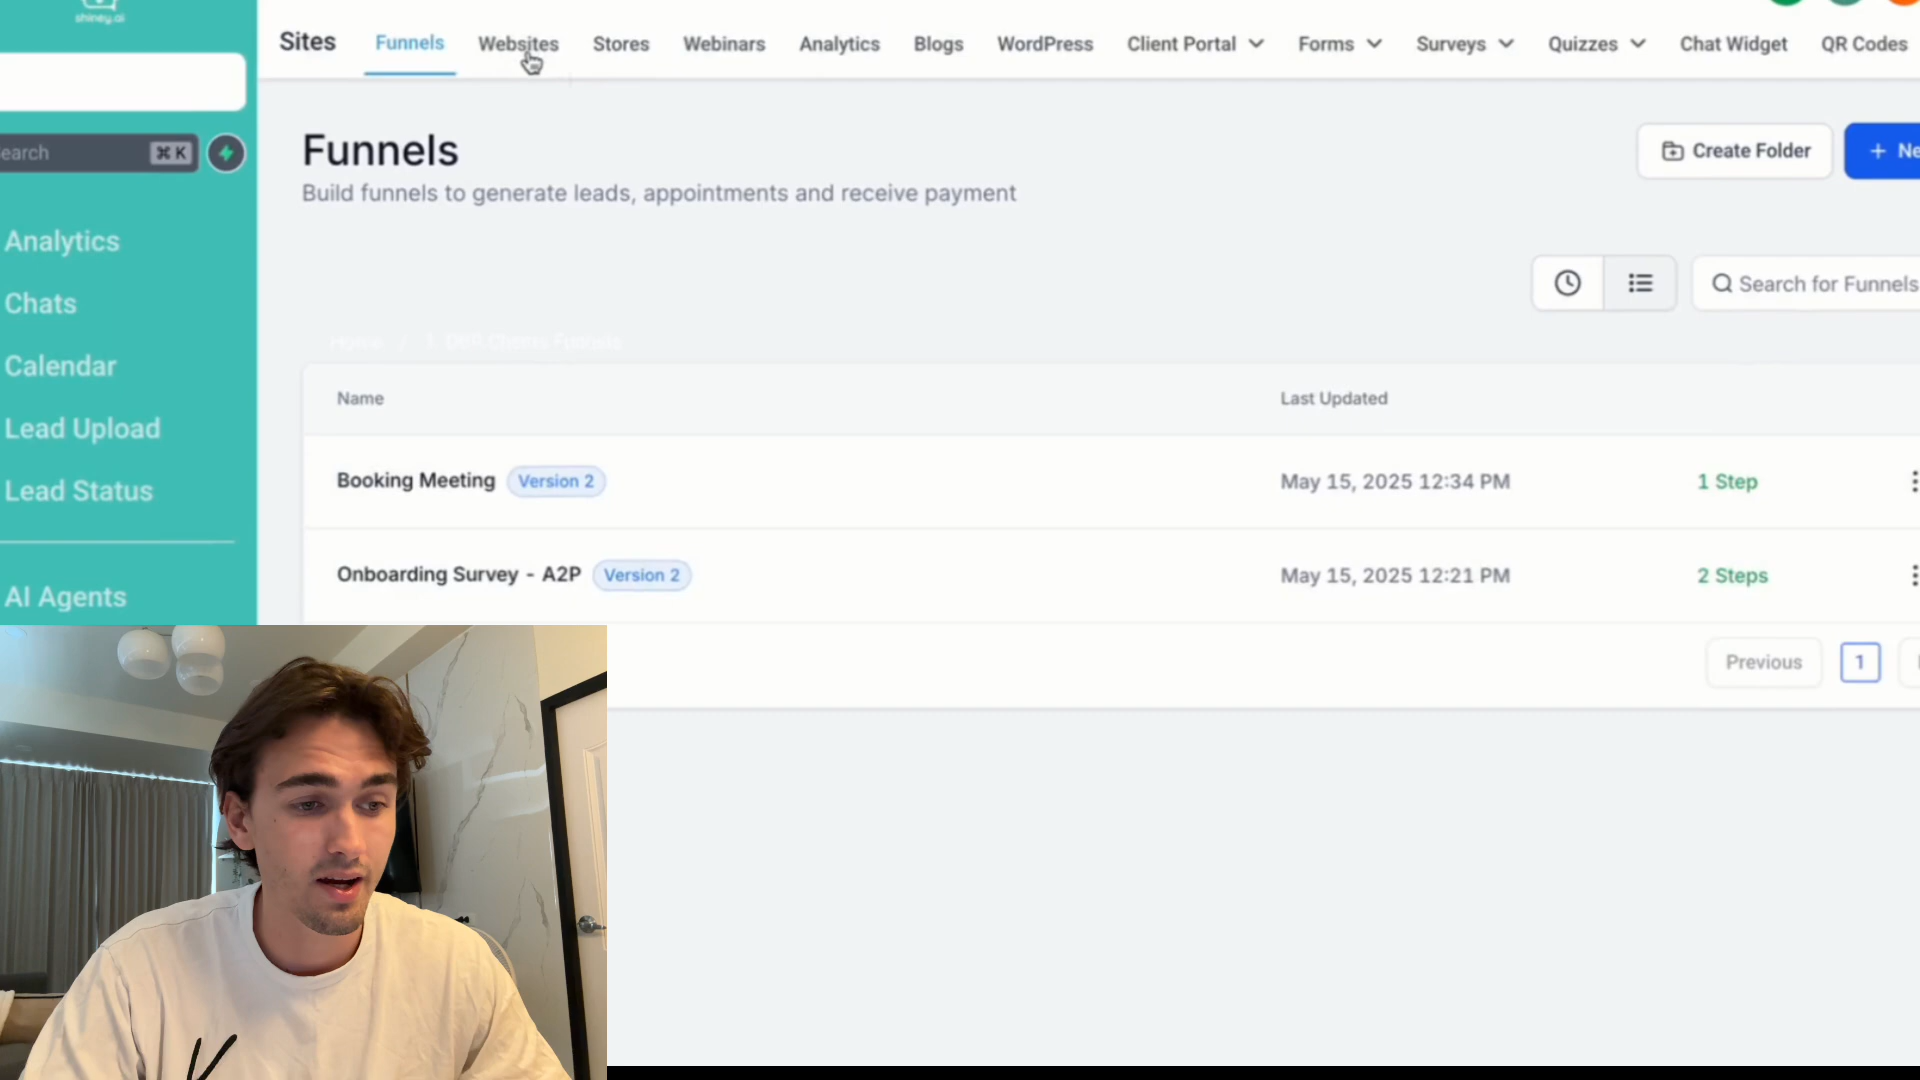 shiney.ai
Sites
Funnels
Websites
Stores
Webinars
Analytics
Blogs
WordPress
Client Portal
Forms
Surveys
Quizzes
Chat Widget
QR Codes
earch
⌘ K
Analytics
Chats
Calendar
Lead Upload
Lead Status
AI Agents
Funnels
Build funnels to generate leads, appointments and receive payment
Create Folder
+ Ne
Search for Funnels
Home /
Name
Last Updated
Booking Meeting Version 2
May 15, 2025 12:34 PM
1 Step
Onboarding Survey - A2P Version 2
May 15, 2025 12:21 PM
2 Steps
Previous
1